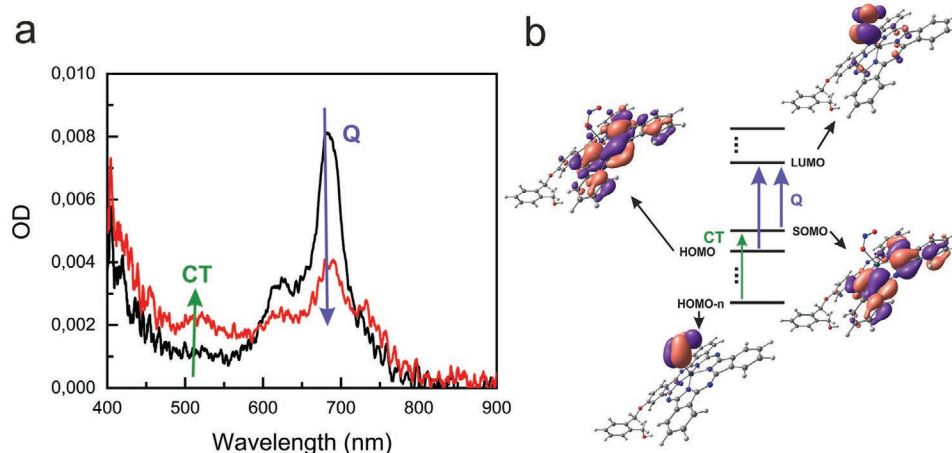 a
0,010
0,008
0,006
0,004
0,002
0,000
OD
Q
CT
400 500 600 700 800 900
Wavelength (nm)
b
LUMO
Q
SOMO
CT
HOMO
HOMO-n